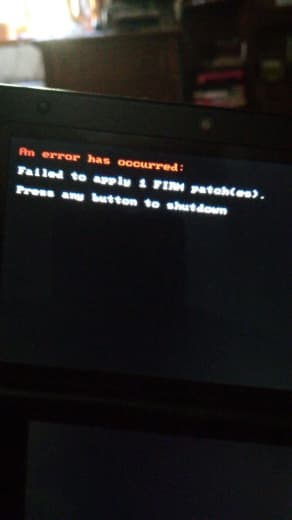 An error has occurred:
Failed to apply 1 FIRM patch(es).
Press any button to shutdown